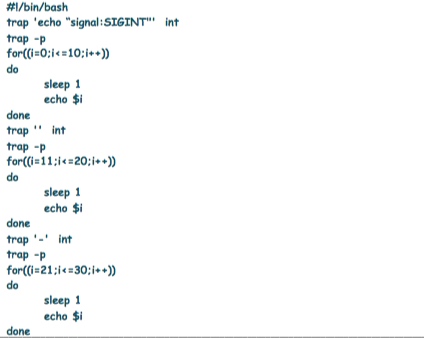 #!/bin/bash
trap 'echo "signal:SIGINT"' int
trap -p
for((i=0;i<=10;i++))
do
sleep 1
echo $i
done
trap '' int
trap -p
for((i=11;i<=20;i++))
do
sleep 1
echo $i
done
trap '-' int
trap -p
for((i=21;i<=30;i++))
do
sleep 1
echo $i
done